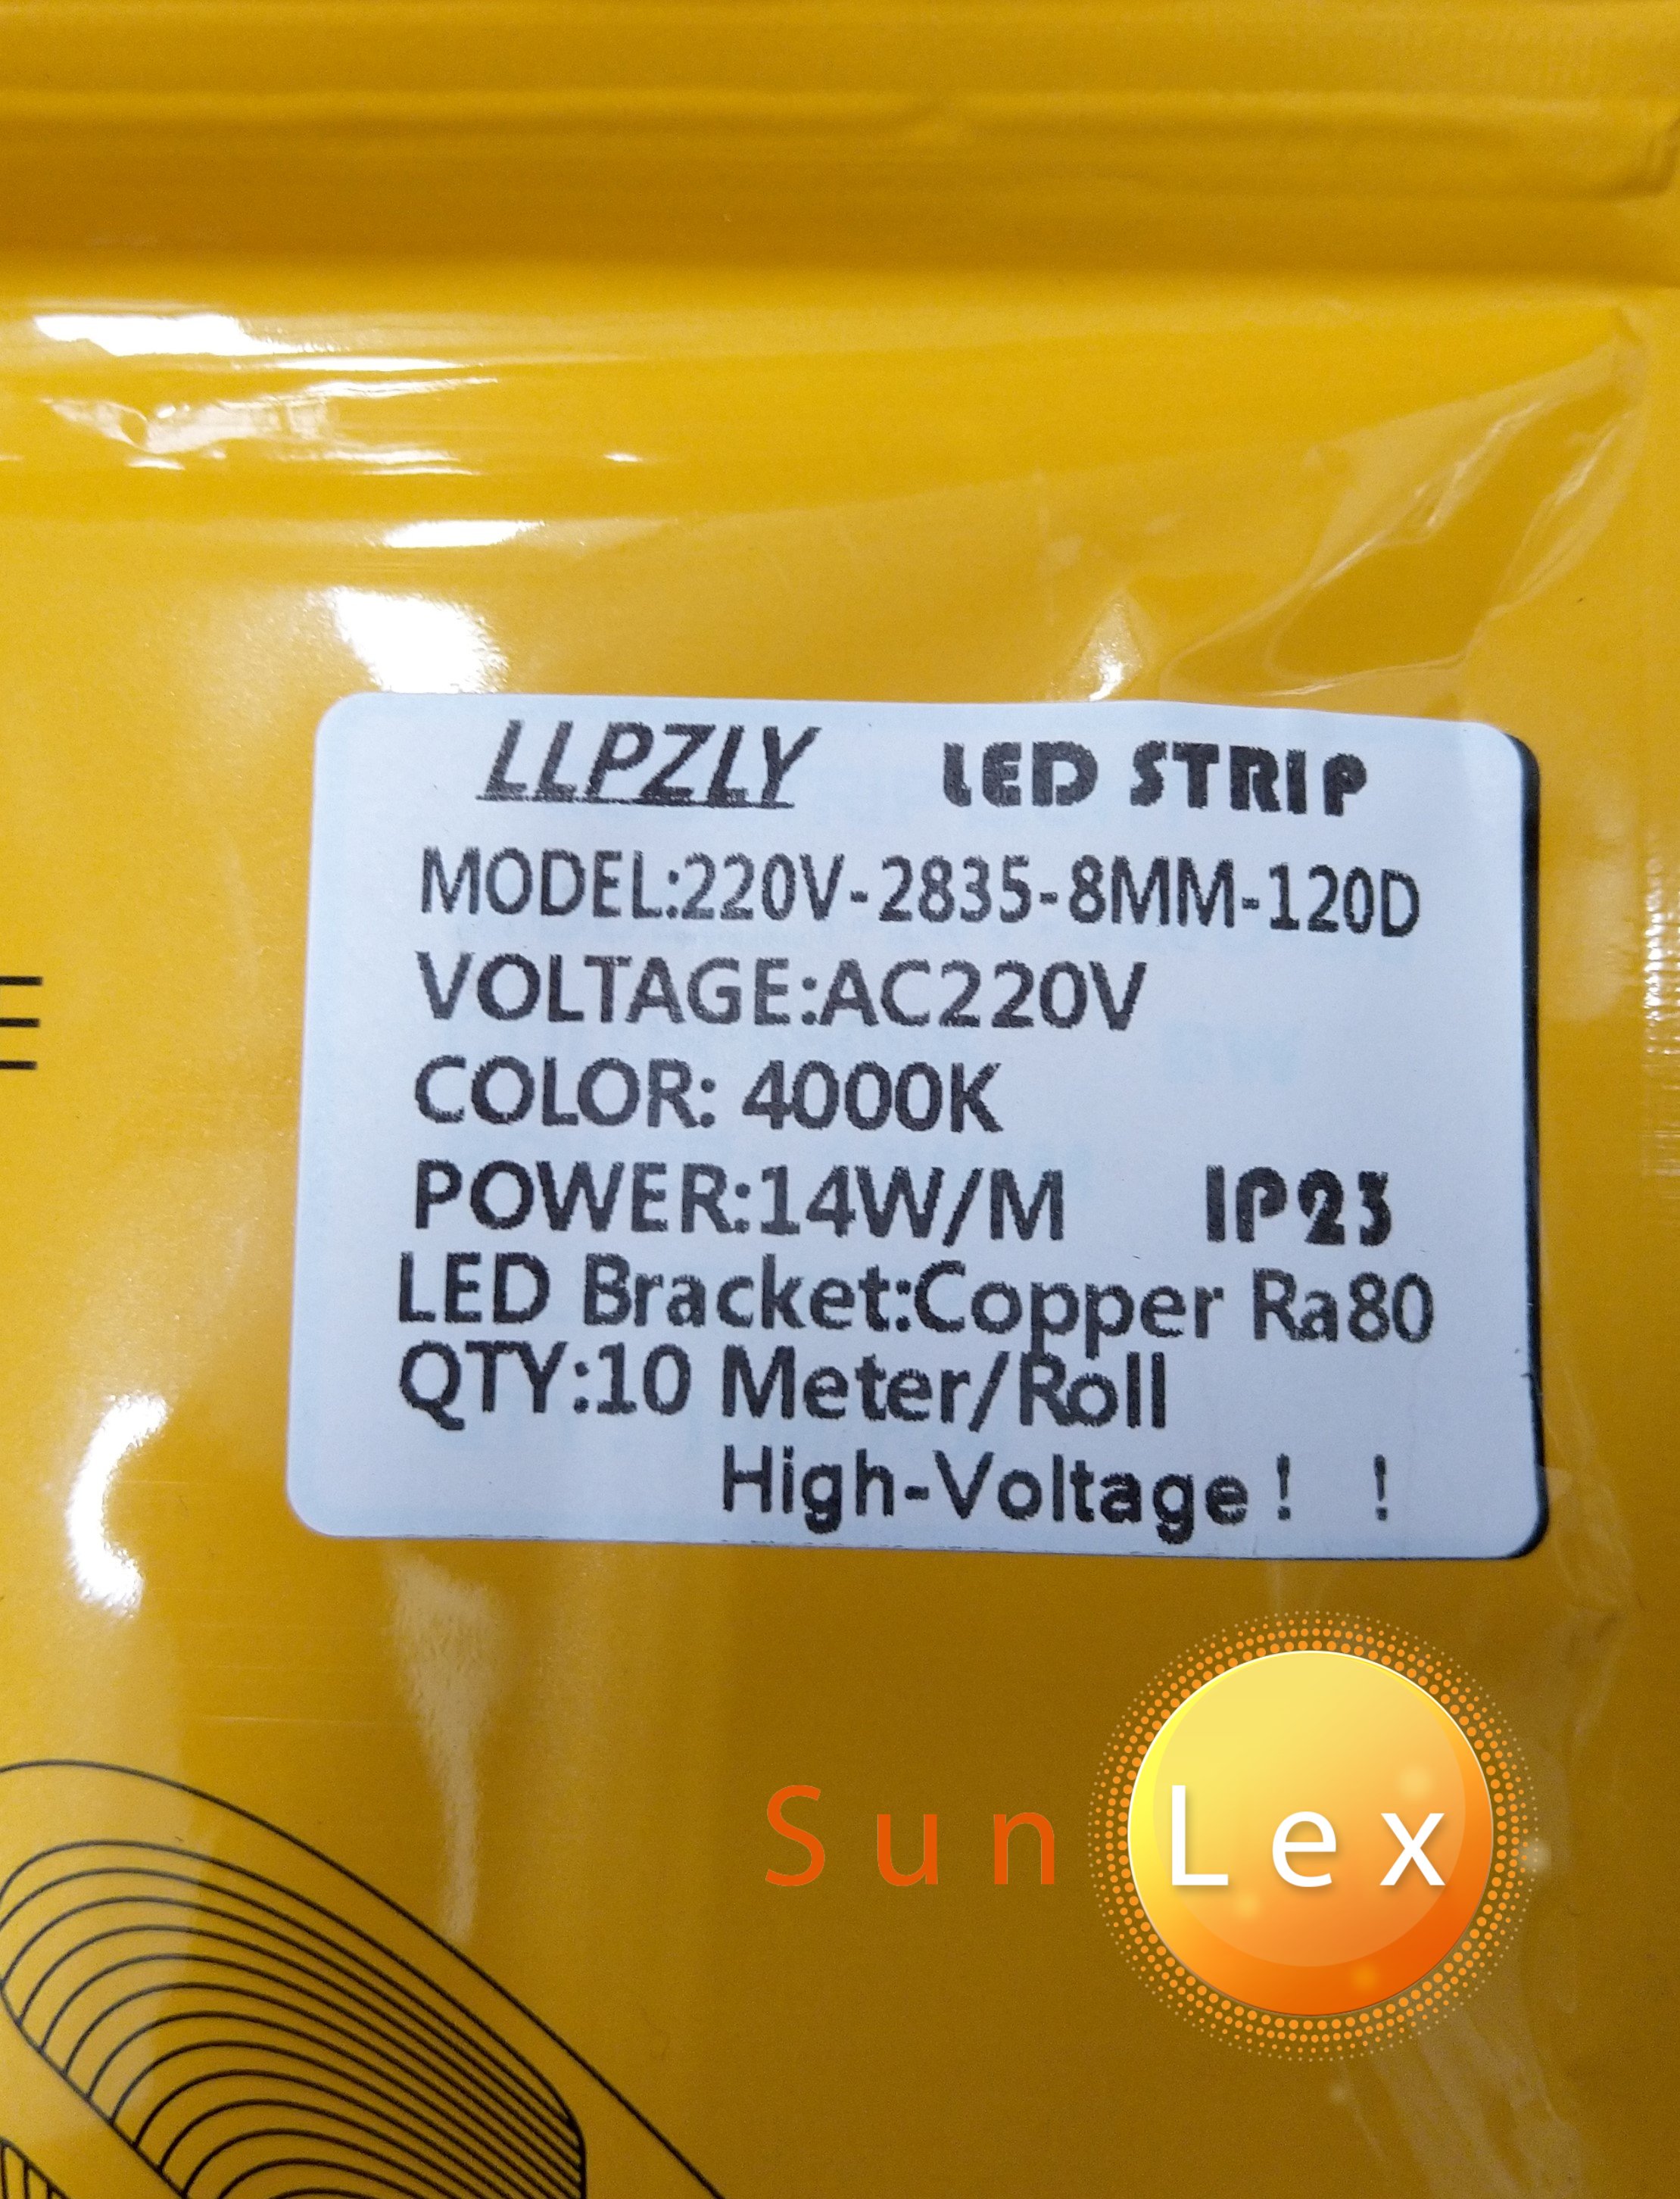 LLPZLY LED STRIP
MODEL:220V-2835-8MM-120D
VOLTAGE:AC220V
COLOR: 4000K
POWER:14W/M IP23
LED Bracket:Copper Ra80
QTY:10 Meter/Roll
High-Voltage! !
Sun Lex